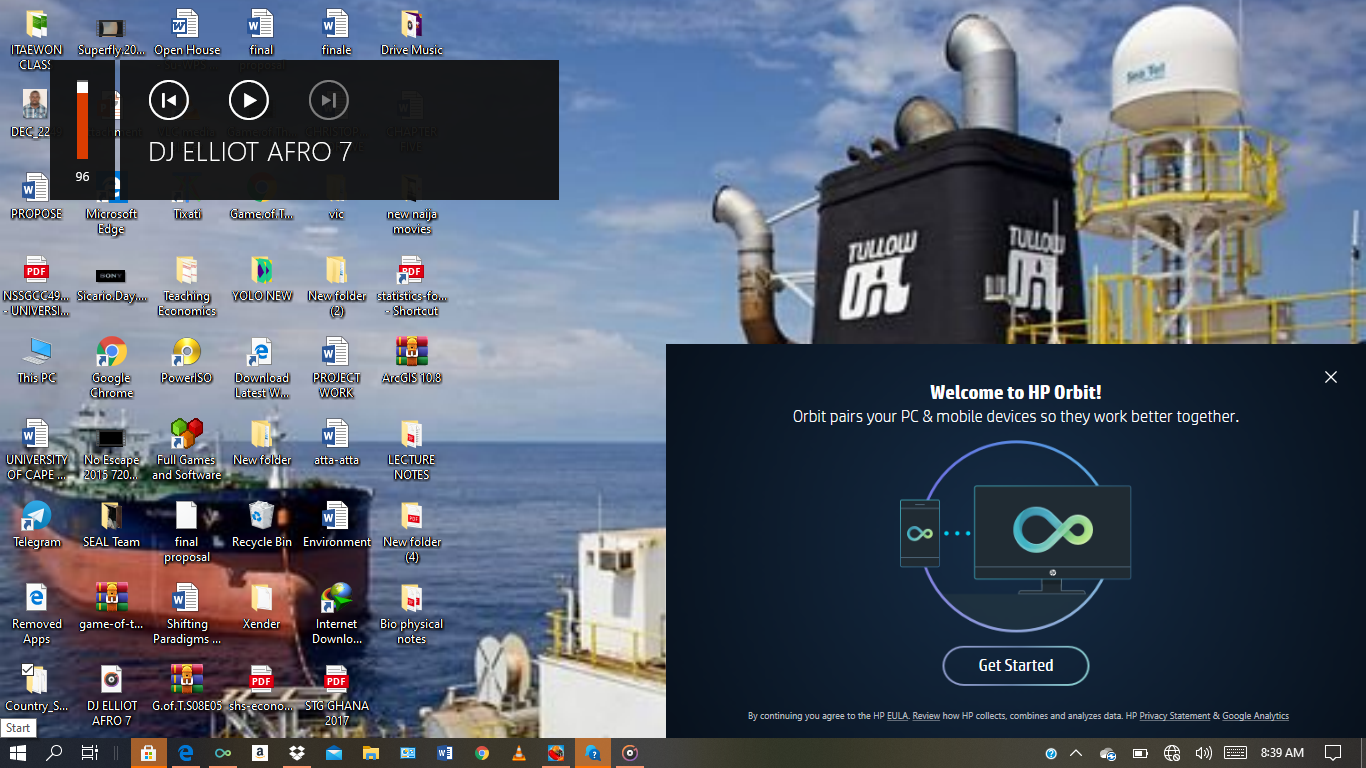 ITAEWON
CLASS
Superfly.20...
Open House
final
proposal
finale
Drive Music
DEC_22
96
DJ ELLIOT AFRO 7
PROPOSE
Microsoft
Edge
Tixati
Game.of.T...
vic
new naija
movies
NSSGCC49...
- UNIVERSI...
SONY
Sicario.Day....
Teaching
Economics
YOLO NEW
New folder
(2)
PDF
statistics-fo...
- Shortcut
This PC
Google
Chrome
PowerISO
Download
Latest W...
PROJECT
WORK
ArcGIS 10.8
UNIVERSITY
OF CAPE ...
No Escape
2015 720...
Full Games
and Software
New folder
atta-atta
LECTURE
NOTES
Telegram
SEAL Team
final
proposal
Recycle Bin
Environment
New folder
(4)
Removed
Apps
game-of-t...
Shifting
Paradigms ...
Xender
Internet
Downlo...
Bio physical
notes
Country_S...
DJ ELLIOT
AFRO 7
G.of.T.S08E05
shs-econo...
STG GHANA
2017
Start
Sea Tel
TULLOW
OIL
TULLOW
OIL
Welcome to HP Orbit!
Orbit pairs your PC & mobile devices so they work better together.
Get Started
By continuing you agree to the HP EULA. Review how HP collects, combines and analyzes data. HP Privacy Statement & Google Analytics
8:39 AM